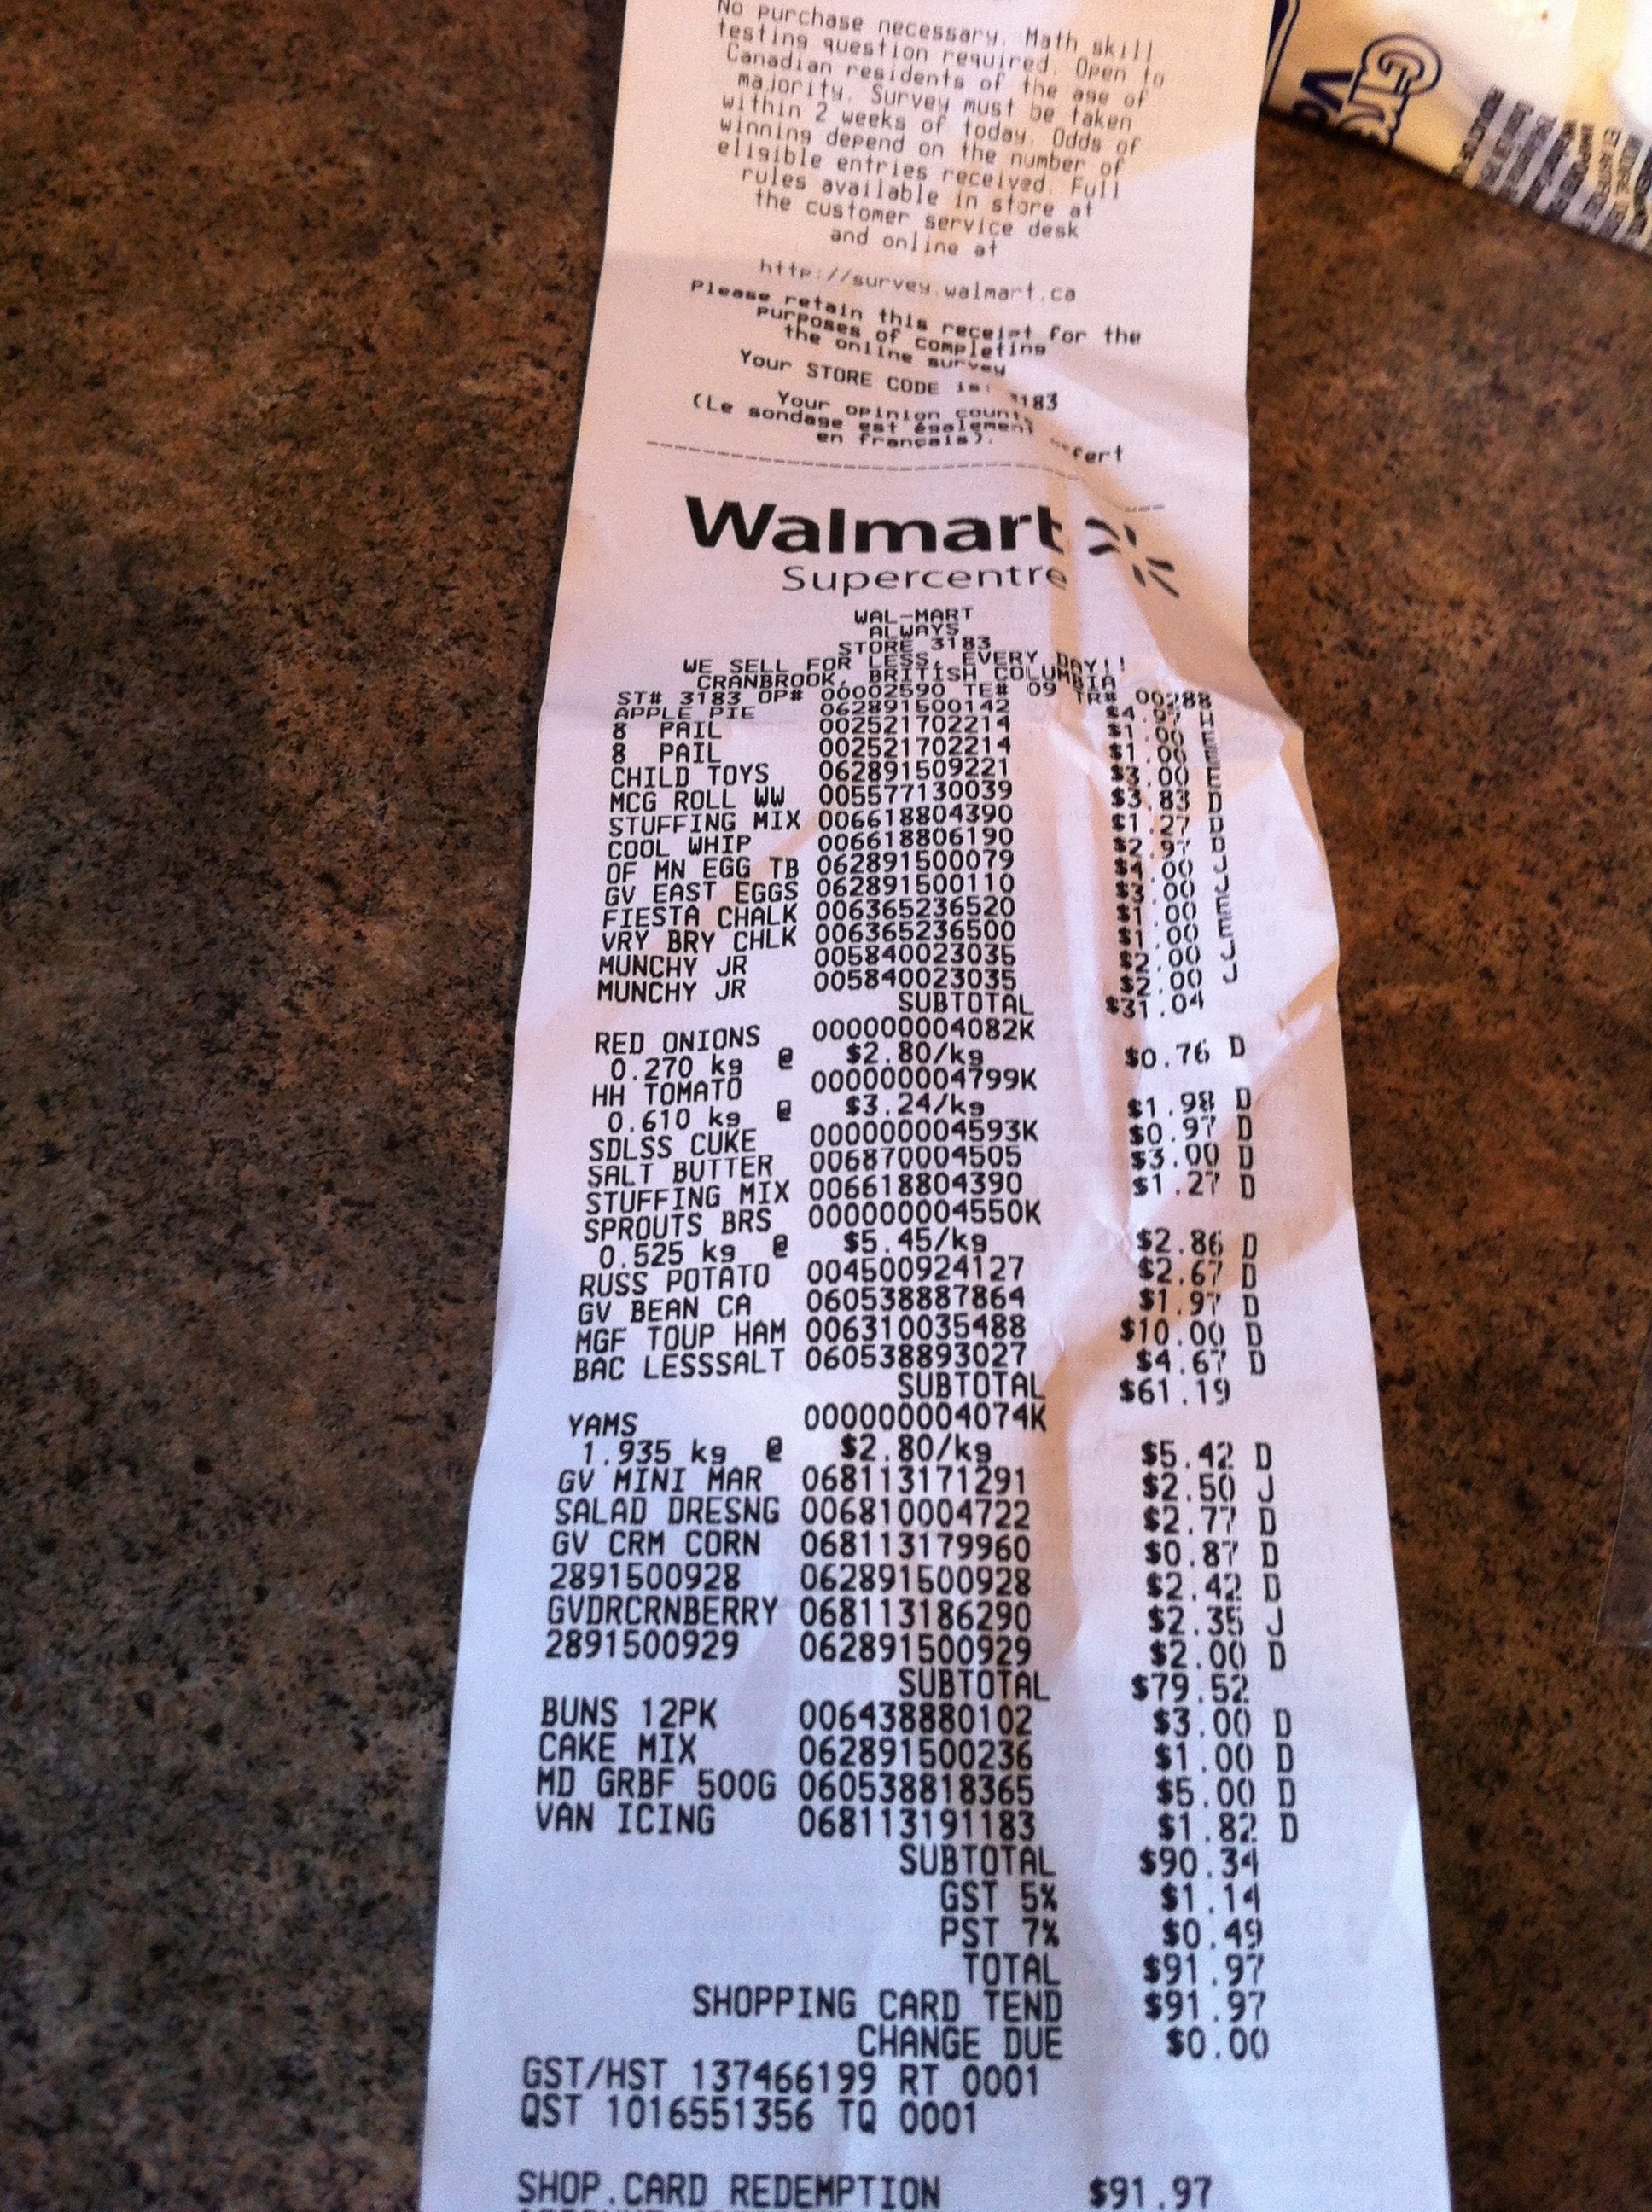 No purchase necessary. Math skill
testing question required. Open to
Canadian residents of the age of
majority. Survey must be taken
within 2 weeks of today. Odds of
winning depend on the number of
eligible entries received. Full
rules available in store at
the customer service desk
and online at
http://survey.walmart.ca
Please retain this receipt for the
purposes of completing
the online survey
Your STORE CODE is: 3183
Your opinion counts
(Le sondage est également offert
en français).
Walmart
Supercentre
WAL-MART
ALWAYS
STORE 3183
WE SELL FOR LESS, EVERY DAY!!
CRANBROOK, BRITISH COLUMBIA
ST# 3183 OP# 00002590 TE# 09 TR# 00288
APPLE PIE 062891500142 $4.97
8 PAIL 002521702214 $1.00 E
8 PAIL 002521702214 $1.00 E
CHILD TOYS 062891509221 $3.00 E
MCG ROLL WW 005577130039 $3.83 D
STUFFING MIX 006618804390 $1.27 D
COOL WHIP 006618806190 $2.97 D
OF MN EGG TB 062891500079 $4.00 J
GV EAST EGGS 062891500110 $3.00 J
FIESTA CHALK 006365236520 $1.00 E
VRY BRY CHLK 006365236500 $1.00 E
MUNCHY JR 005840023035 $2.00 J
MUNCHY JR 005840023035 $2.00 J
SUBTOTAL $31.04
RED ONIONS 000000004082K
0.270 kg @ $2.80/kg $0.76 D
HH TOMATO 000000004799K
0.610 kg @ $3.24/kg $1.98 D
SDLSS CUKE 000000004593K $0.97 D
SALT BUTTER 006870004505 $3.00 D
STUFFING MIX 006618804390 $1.27 D
SPROUTS BRS 000000004550K
0.525 kg @ $5.45/kg $2.86 D
RUSS POTATO 004500924127 $2.67 D
GV BEAN CA 060538887864 $1.97 D
MGF TOUP HAM 006310035488 $10.00 D
BAC LESSSALT 060538893027 $4.67 D
SUBTOTAL $61.19
YAMS 000000004074K
1.935 kg @ $2.80/kg $5.42 D
GV MINI MAR 068113171291 $2.50 J
SALAD DRESNG 006810004722 $2.77 D
GV CRM CORN 068113179960 $0.87 D
2891500928 062891500928 $2.42 D
GVDRCRNBERRY 068113186290 $2.35 J
2891500929 062891500929 $2.00 D
SUBTOTAL $79.52
BUNS 12PK 006438880102 $3.00 D
CAKE MIX 062891500236 $1.00 D
MD GRBF 500G 060538818365 $5.00 D
VAN ICING 068113191183 $1.82 D
SUBTOTAL $90.34
GST 5% $1.14
PST 7% $0.49
TOTAL $91.97
SHOPPING CARD TEND $91.97
CHANGE DUE $0.00
GST/HST 137466199 RT 0001
QST 1016551356 TQ 0001
SHOP.CARD REDEMPTION $91.97